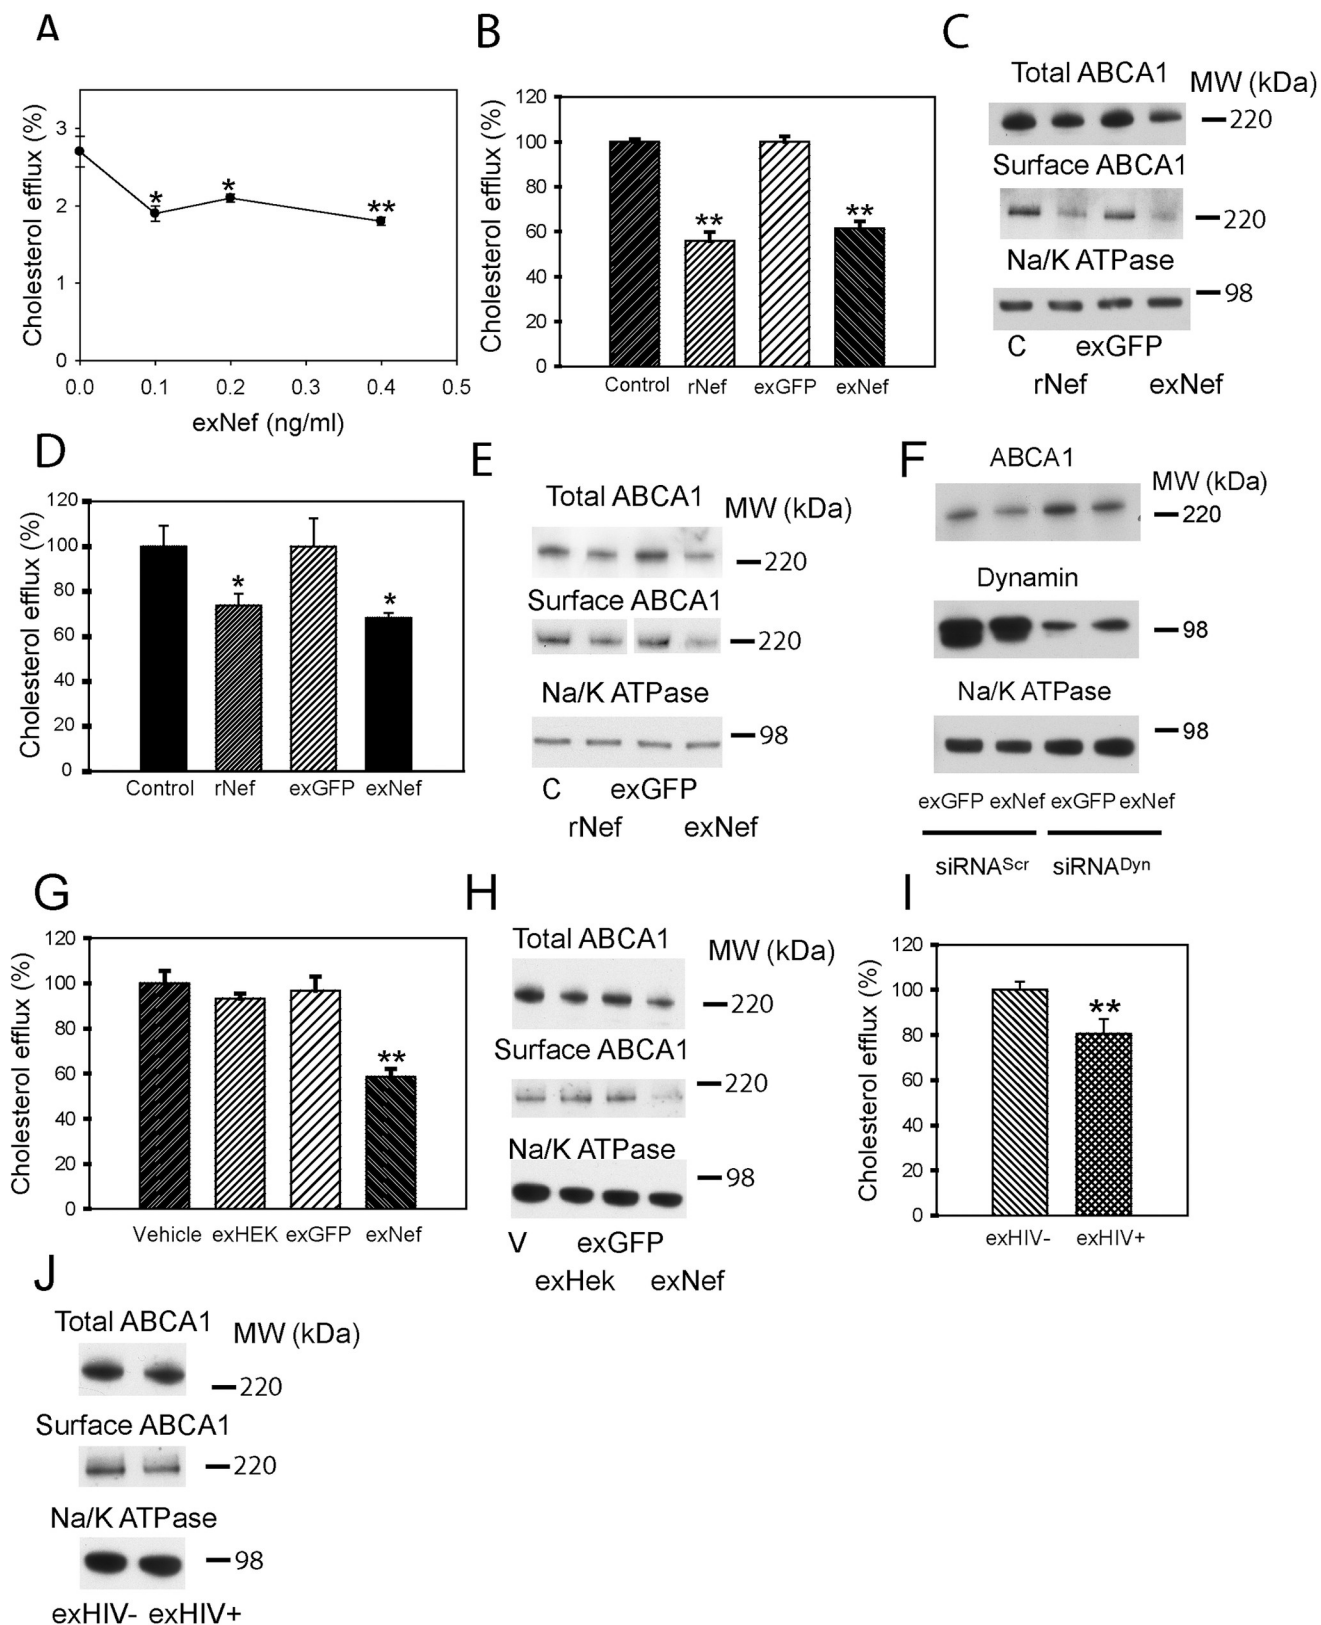 A
Cholesterol efflux (%)
3
2
1
0
0.0 0.1 0.2 0.3 0.4 0.5
exNef (ng/ml)
* * **
B
Cholesterol efflux (%)
120
100
80
60
40
20
0
** **
Control rNef exGFP exNef
C
Total ABCA1 MW (kDa)
220
Surface ABCA1
220
Na/K ATPase
98
C exGFP
rNef exNef
D
Cholesterol efflux (%)
120
100
80
60
40
20
0
* *
Control rNef exGFP exNef
E
Total ABCA1 MW (kDa)
220
Surface ABCA1
220
Na/K ATPase
98
C exGFP
rNef exNef
F
ABCA1
MW (kDa)
220
Dynamin
98
Na/K ATPase
98
exGFP exNef exGFP exNef
siRNAScr siRNADyn
G
Cholesterol efflux (%)
120
100
80
60
40
20
0
**
Vehicle exHEK exGFP exNef
H
Total ABCA1 MW (kDa)
220
Surface ABCA1
220
Na/K ATPase
98
V exGFP
exHek exNef
I
Cholesterol efflux (%)
120
100
80
60
40
20
0
**
exHIV- exHIV+
J
Total ABCA1 MW (kDa)
220
Surface ABCA1
220
Na/K ATPase
98
exHIV- exHIV+